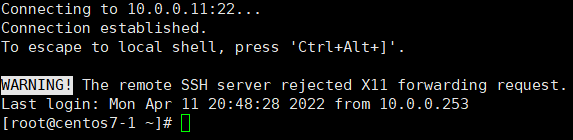 Connecting to 10.0.0.11:22...
Connection established.
To escape to local shell, press 'Ctrl+Alt+]'.
WARNING! The remote SSH server rejected X11 forwarding request.
Last login: Mon Apr 11 20:48:28 2022 from 10.0.0.253
[root@centos7-1 ~]#